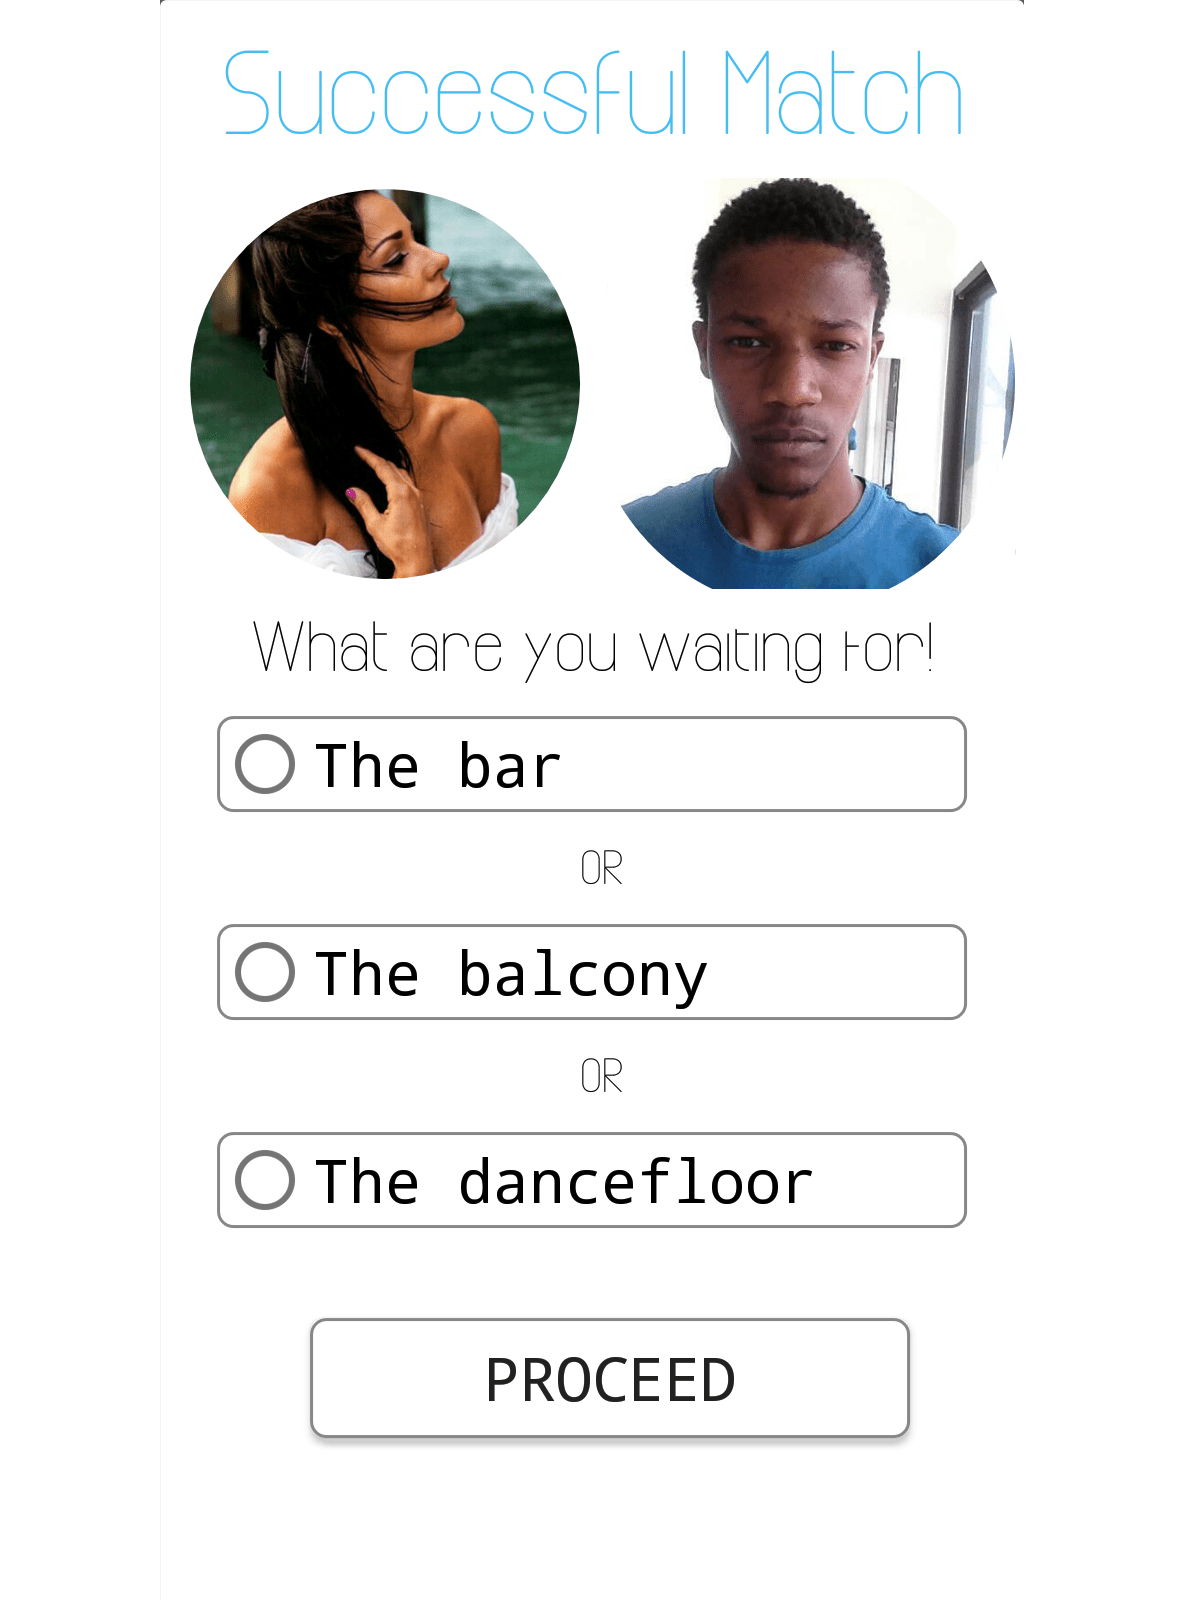 Successful Match
What are you waiting for!
The bar
OR
The balcony
OR
The dancefloor
PROCEED